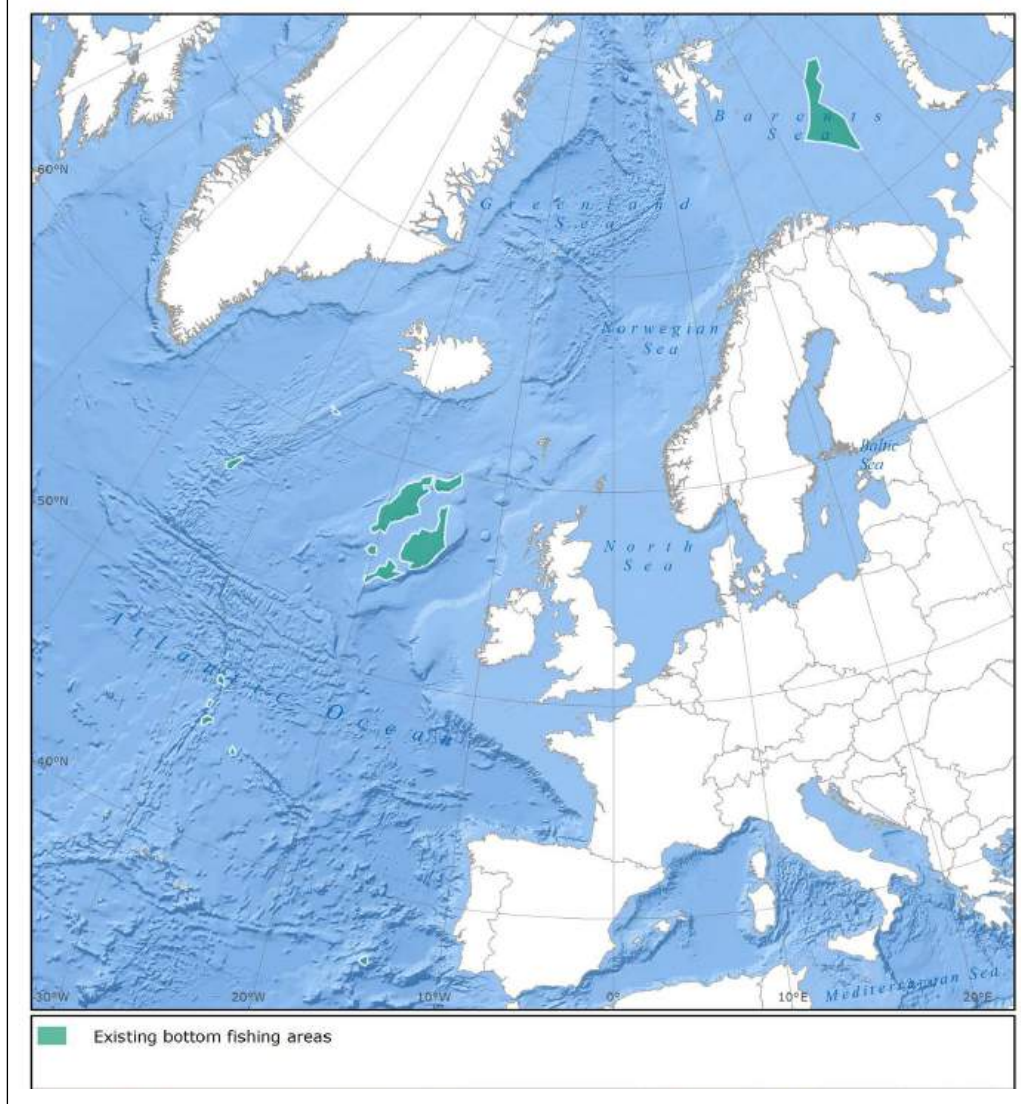 Barents
Sea
60°N
Greenland
Sea
Norwegian
Sea
Baltic
Sea
50°N
North
Sea
Atlantic Ocean
40°N
Mediterranean Sea
30°W
20°W
10°W
0°
10°E
20°E
Existing bottom fishing areas